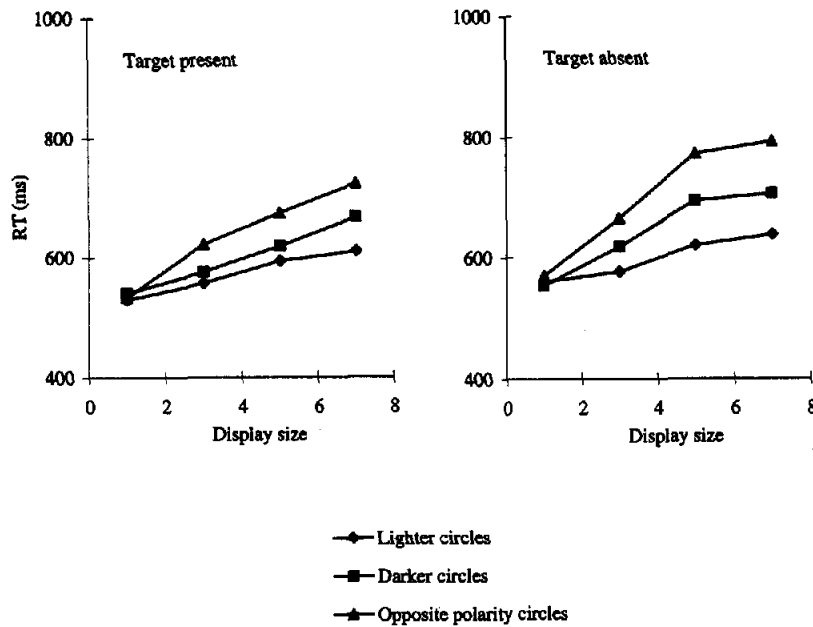 1000
Target present
800
RT (ms)
600
400
0
2
4
6
8
Display size
1000
Target absent
800
600
400
0
2
4
6
8
Display size
Lighter circles
Darker circles
Opposite polarity circles